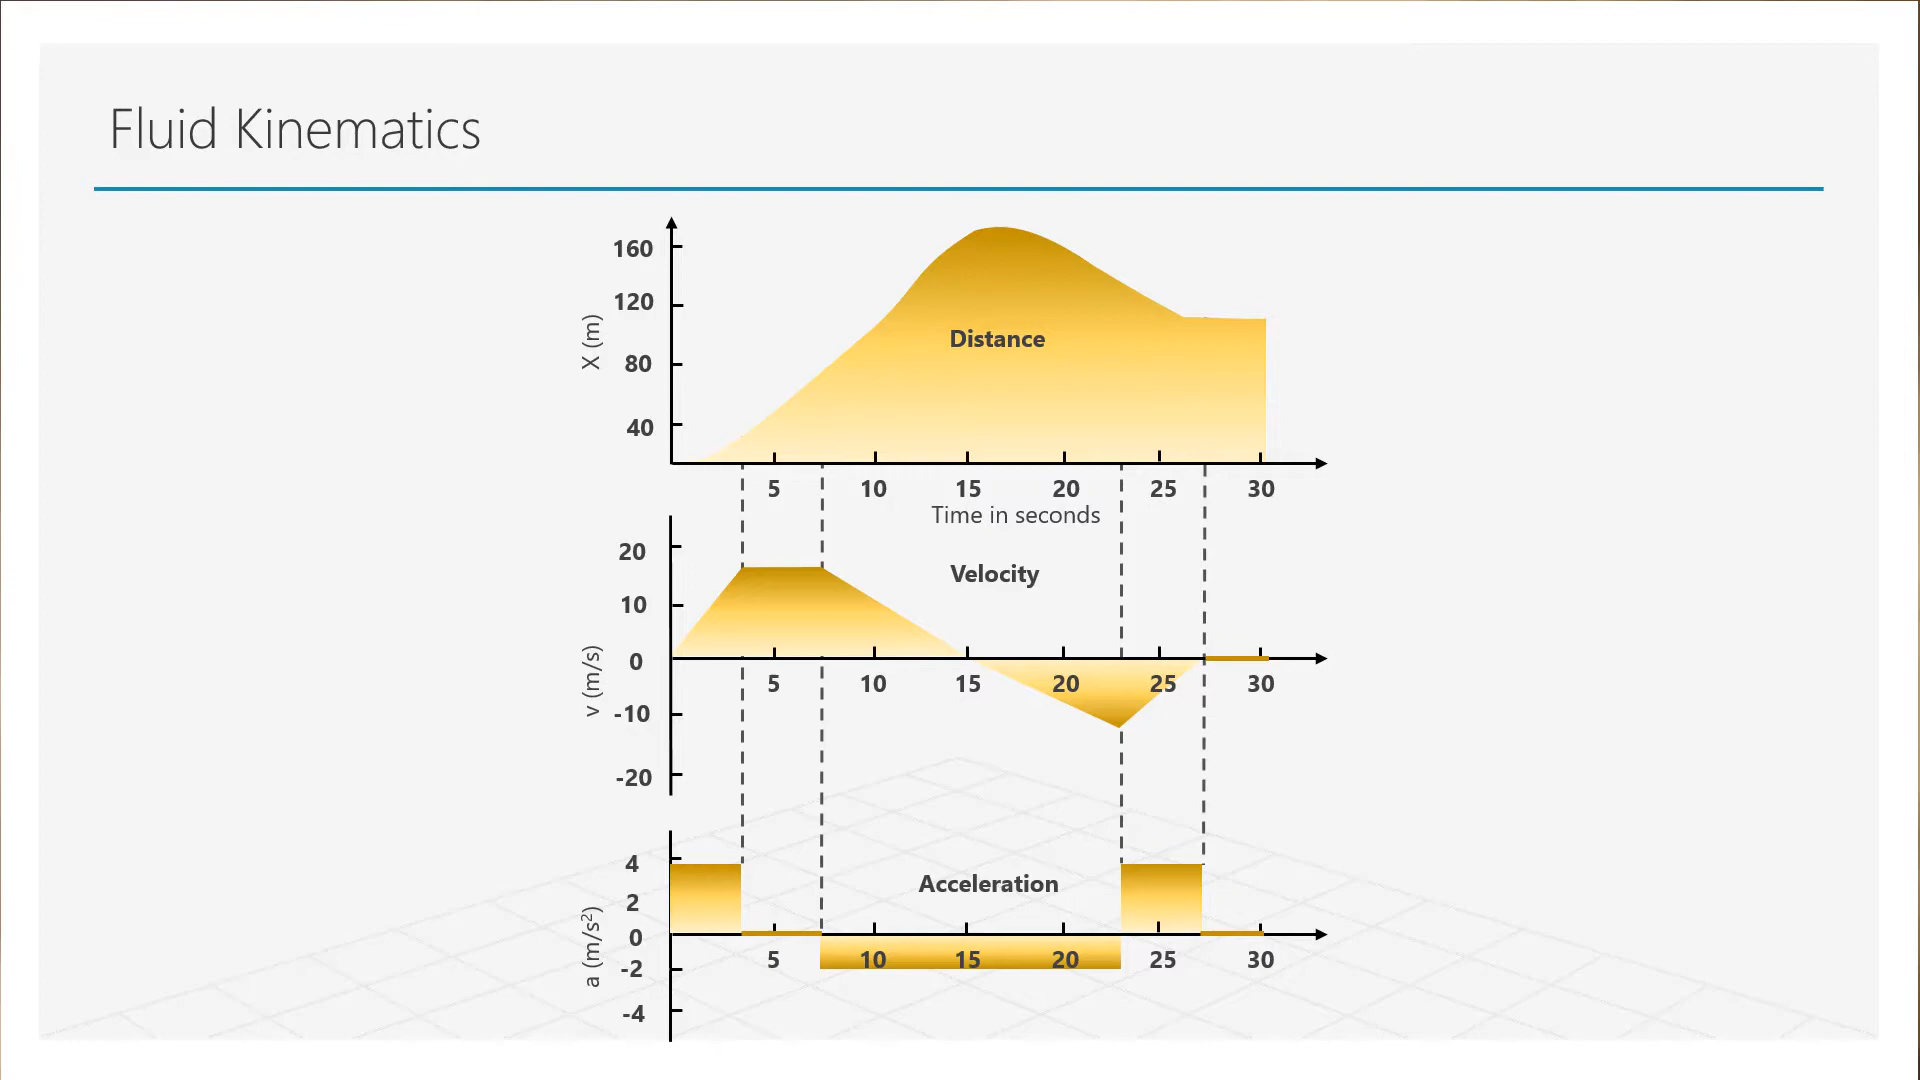 Fluid Kinematics
160
120
80
40
X (m)
Distance
5 10 15 20 25 30
Time in seconds
20
10
0
-10
-20
v (m/s)
Velocity
5 10 15 20 25 30
4
2
0
-2
-4
a (m/s²)
Acceleration
5 10 15 20 25 30